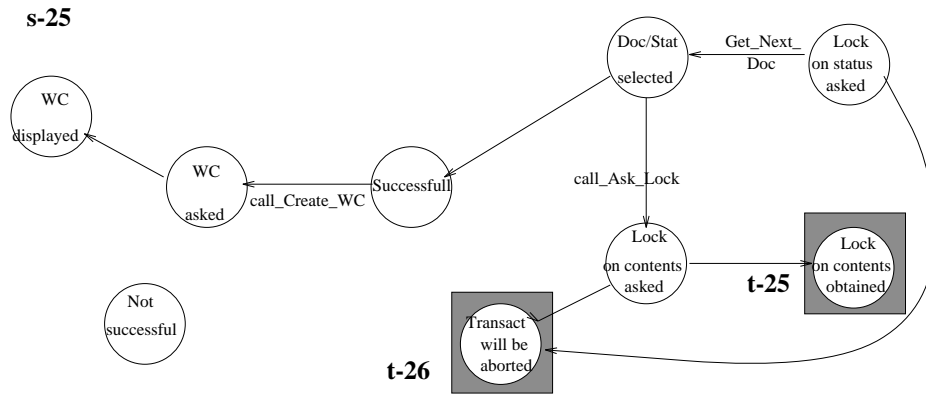 s-25
Doc/Stat
selected
Get_Next_
Doc
Lock
on status
asked
WC
displayed
WC
asked
call_Create_WC
Successfull
call_Ask_Lock
Lock
on contents
asked
t-25
Lock
on contents
obtained
Not
successful
Transact
will be
aborted
t-26